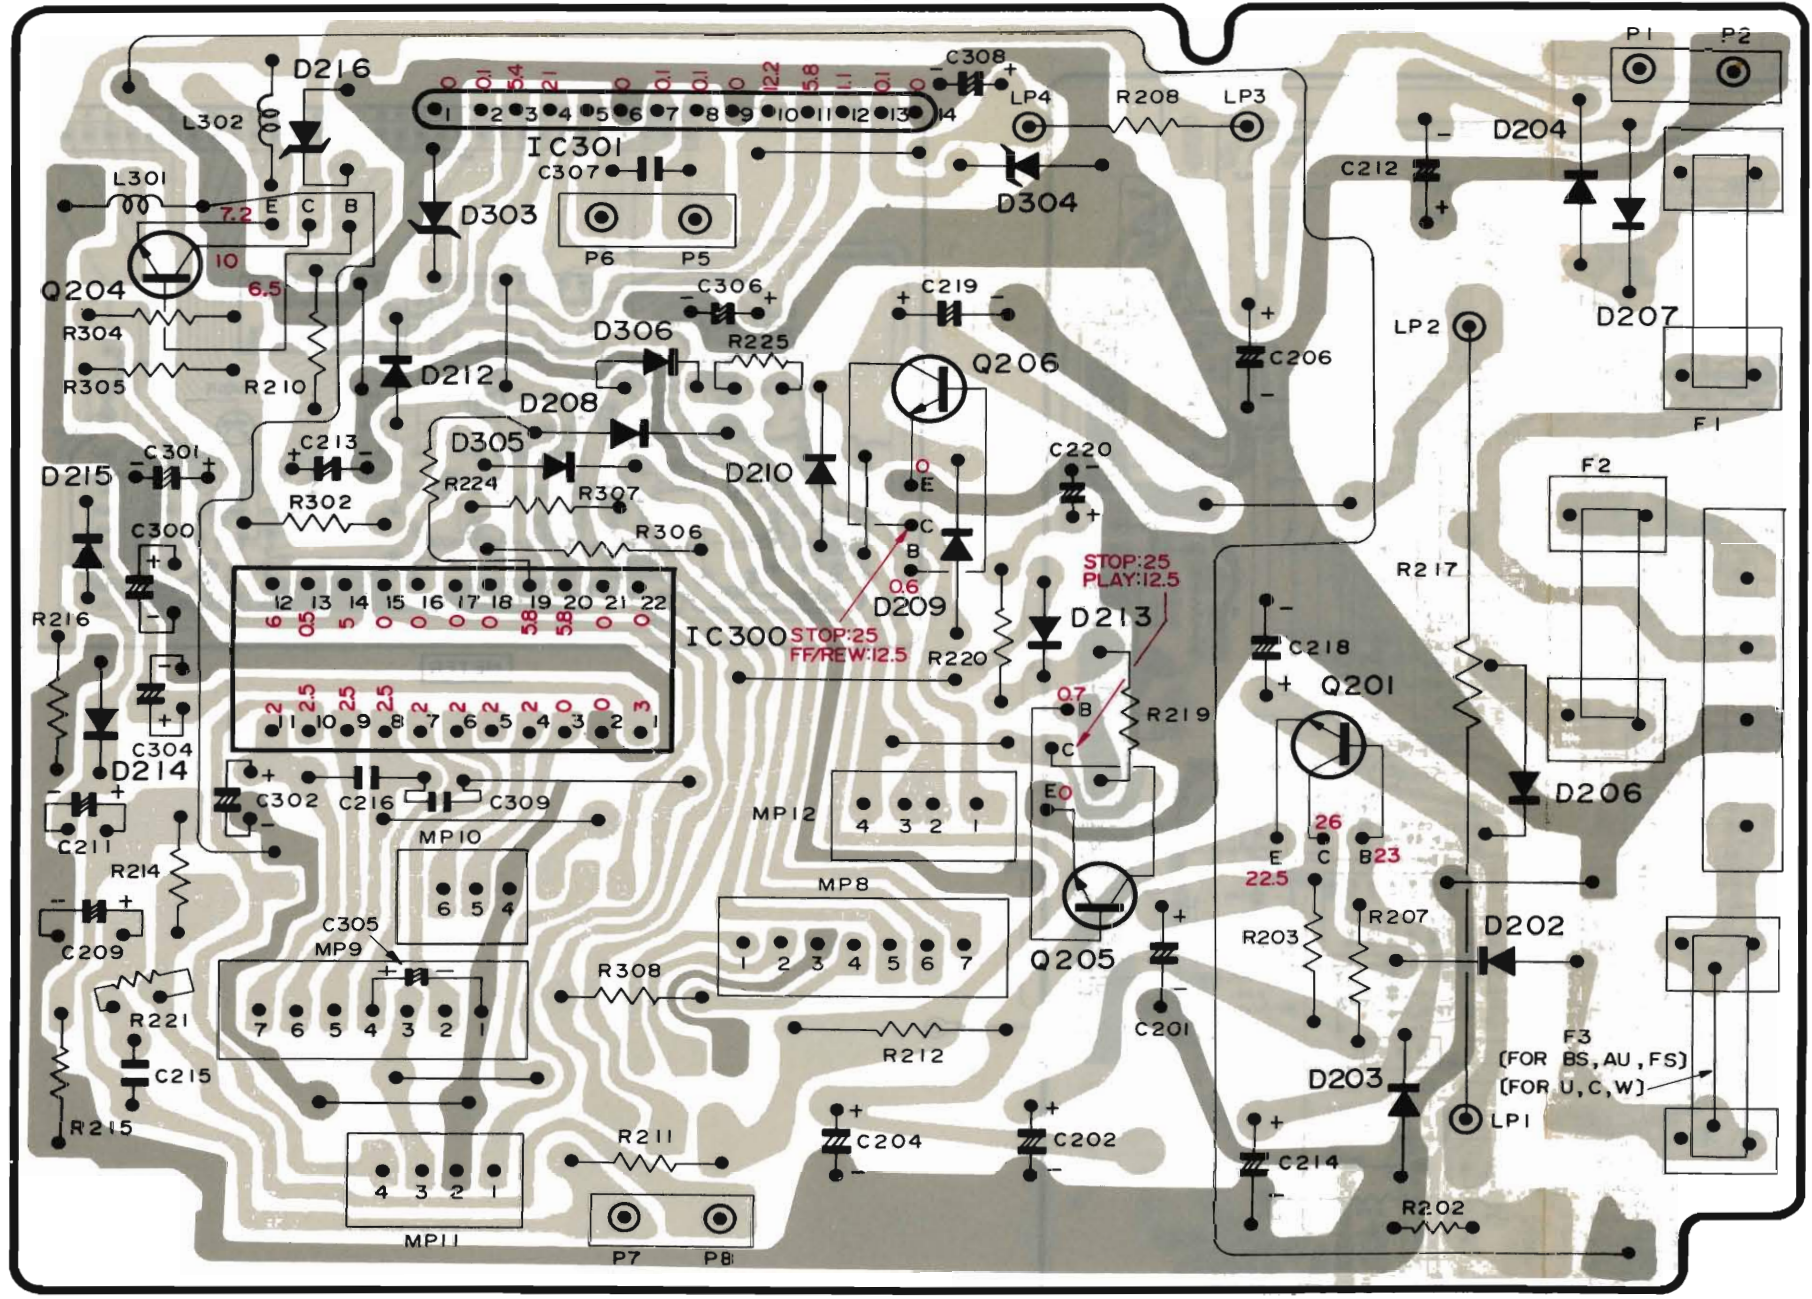 P1 P2
D216
0 0.1 5.4 2.1 0 0.1 0.1 0 12.2 5.8 1.1 0.1 0
- C308 +
LP4 R208 LP3
1 2 3 4 5 6 7 8 9 10 11 12 13 14
L302
IC301
C307
D204
-
C212
+
L301
7.2 E C B
D303
D304
P6 P5
10
6.5
Q204
R304
R305
R210
- C306 +
+ C219 -
D306
R225
D212
D208
Q206
+
C206
-
LP2
D207
F1
F2
D215
- C301 +
+ C213 -
D305
R224
R307
R302
D210
0
E
C220
-
+
C300
+
-
R306
C
B
0.6
D209
STOP:25
PLAY:12.5
R217
R216
12 13 14 15 16 17 18 19 20 21 22
6 0.5 5 0 0 0 0 5.8 5.8 0 0
IC300
STOP:25
FF/REW:12.5
R220
D213
-
C218
+
2 2.5 2.5 2.5 2 2 2 2 0 0 3
11 10 9 8 7 6 5 4 3 2 1
0.7
B
C
R219
Q201
-
+
C304
D214
- +
C211
+
C302
-
C216
C309
MP10
MP12
4 3 2 1
E 0
D206
26
E C B 23
22.5
R214
6 5 4
MP8
1 2 3 4 5 6 7
- +
C209
C305
MP9
+ -
7 6 5 4 3 2 1
R308
Q205
+
-
C201
R203
R207
D202
R221
R212
F3
(FOR BS,AU,FS)
(FOR U,C,W)
C215
R215
D203
LP1
+
C204
-
+
C202
-
+
C214
-
R211
4 3 2 1
MP11
P7 P8
R202